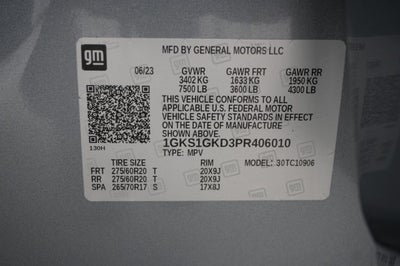 gm
MFD BY GENERAL MOTORS LLC
06/23 GVWR GAWR FRT GAWR RR
3402 KG 1633 KG 1950 KG
7500 LB 3600 LB 4300 LB
THIS VEHICLE CONFORMS TO ALL
APPLICABLE U.S. FEDERAL MOTOR
VEHICLE SAFETY STANDARDS IN EFFECT
ON THE DATE OF MANUFACTURE
SHOWN ABOVE.
1GKS1GKD3PR406010
130H TYPE: MPV
TIRE SIZE RIM MODEL: S0TC10906
FRT 275/60R20 T 20X9J
RR 275/60R20 T 20X9J
SPA 265/70R17 S 17X8J